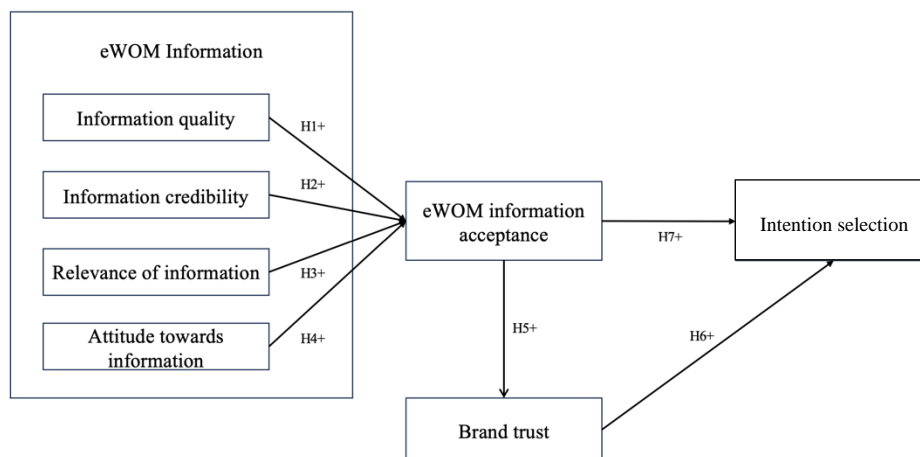 eWOM Information
Information quality
H1+
Information credibility
H2+
Relevance of information
H3+
Attitude towards
information
H4+
eWOM information
acceptance
H7+
Intention selection
H5+
H6+
Brand trust